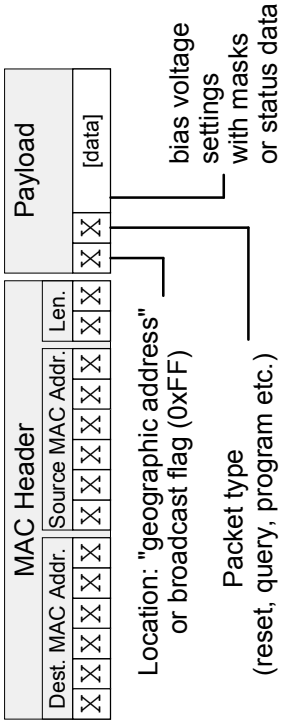 MAC Header Payload
Dest. MAC Addr. Source MAC Addr. Len.
X X X X X X X X X X X X X X X X [data]
Location: "geographic address"
or broadcast flag (0xFF)
Packet type
(reset, query, program etc.)
bias voltage
settings
with masks
or status data